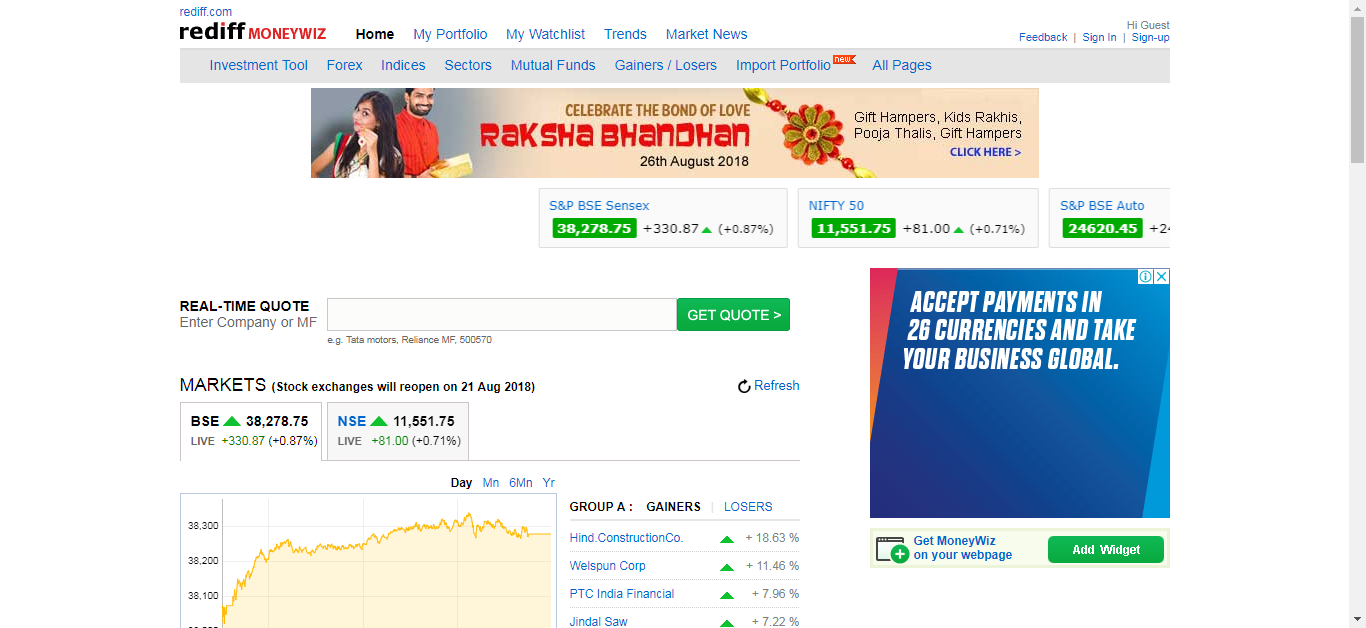 rediff.com
rediff MONEYWIZ
Home My Portfolio My Watchlist Trends Market News
Hi Guest
Feedback | Sign In | Sign-up
Investment Tool Forex Indices Sectors Mutual Funds Gainers / Losers Import Portfolio new All Pages
CELEBRATE THE BOND OF LOVE
RAKSHA BHANDHAN
26th August 2018
Gift Hampers, Kids Rakhis,
Pooja Thalis, Gift Hampers
CLICK HERE >
S&P BSE Sensex
38,278.75 +330.87 (+0.87%)
NIFTY 50
11,551.75 +81.00 (+0.71%)
S&P BSE Auto
24620.45 +24
REAL-TIME QUOTE
Enter Company or MF
GET QUOTE >
e.g. Tata motors, Reliance MF, 500570
ACCEPT PAYMENTS IN
26 CURRENCIES AND TAKE
YOUR BUSINESS GLOBAL.
MARKETS (Stock exchanges will reopen on 21 Aug 2018)
Refresh
BSE 38,278.75
LIVE +330.87 (+0.87%)
NSE 11,551.75
LIVE +81.00 (+0.71%)
Day Mn 6Mn Yr
38,300
38,200
38,100
GROUP A : GAINERS | LOSERS
Hind.ConstructionCo. + 18.63 %
Welspun Corp + 11.46 %
PTC India Financial + 7.96 %
Jindal Saw + 7.22 %
Get MoneyWiz
on your webpage
Add Widget